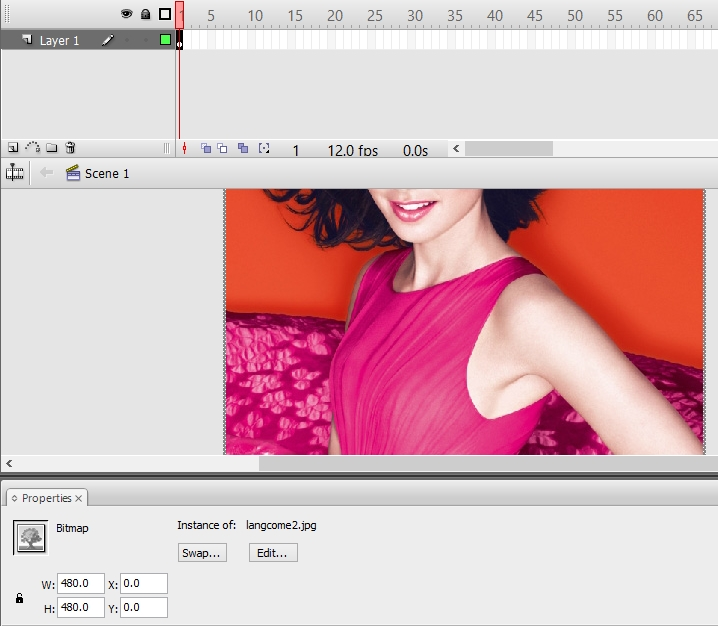 1 5 10 15 20 25 30 35 40 45 50 55 60 65
Layer 1
1 12.0 fps 0.0s
Scene 1
Properties
Bitmap Instance of: langcome2.jpg
Swap... Edit...
W: 480.0 X: 0.0
H: 480.0 Y: 0.0